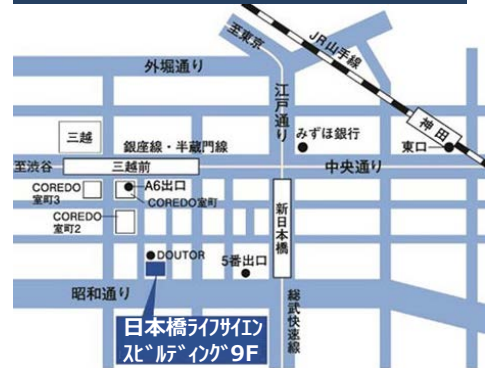 至東京
JR山手線
外堀通り
江戸通り
三越
銀座線・半蔵門線
みずほ銀行
神田
東口
至渋谷
三越前
中央通り
COREDO
室町3
A6出口
COREDO室町
COREDO
室町2
新日本橋
DOUTOR
5番出口
昭和通り
総武快速線
日本橋ライフサイエン
スビルディング9F